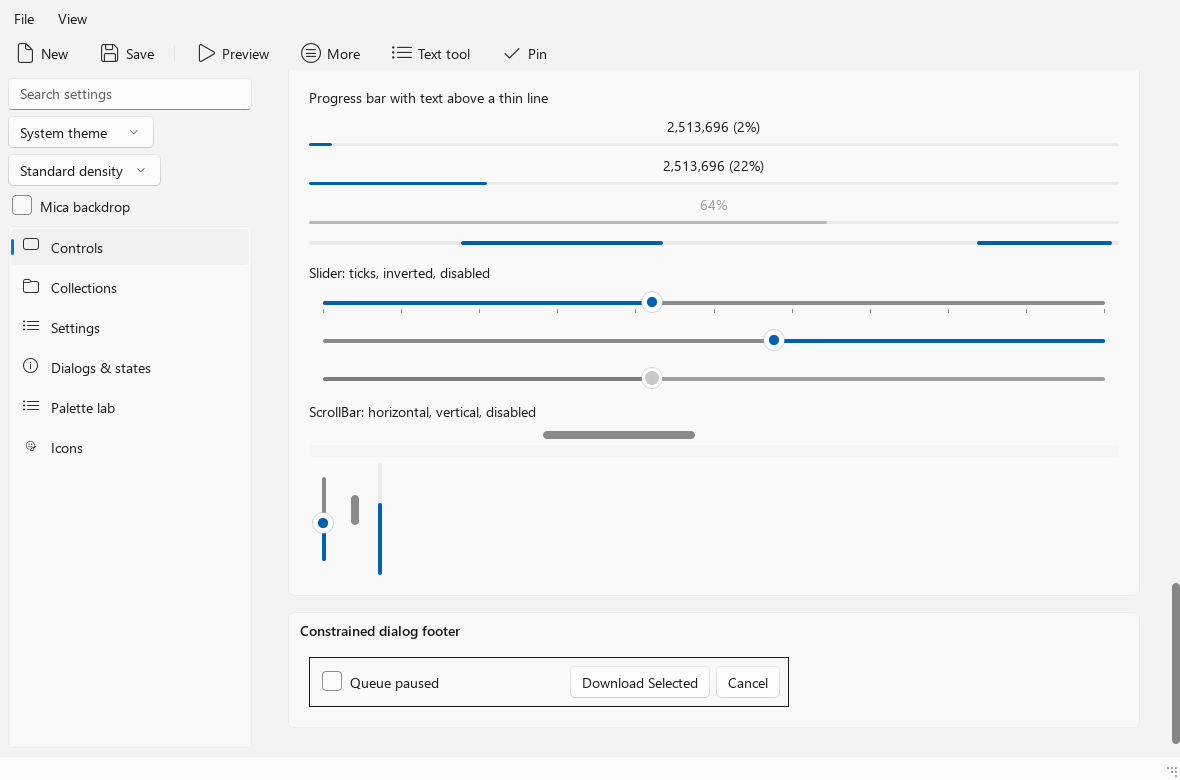 File View
New Save Preview More Text tool Pin
Search settings
System theme
Standard density
Mica backdrop
Controls
Collections
Settings
Dialogs & states
Palette lab
Icons
Progress bar with text above a thin line
2,513,696 (2%)
2,513,696 (22%)
64%
Slider: ticks, inverted, disabled
ScrollBar: horizontal, vertical, disabled
Constrained dialog footer
Queue paused Download Selected Cancel